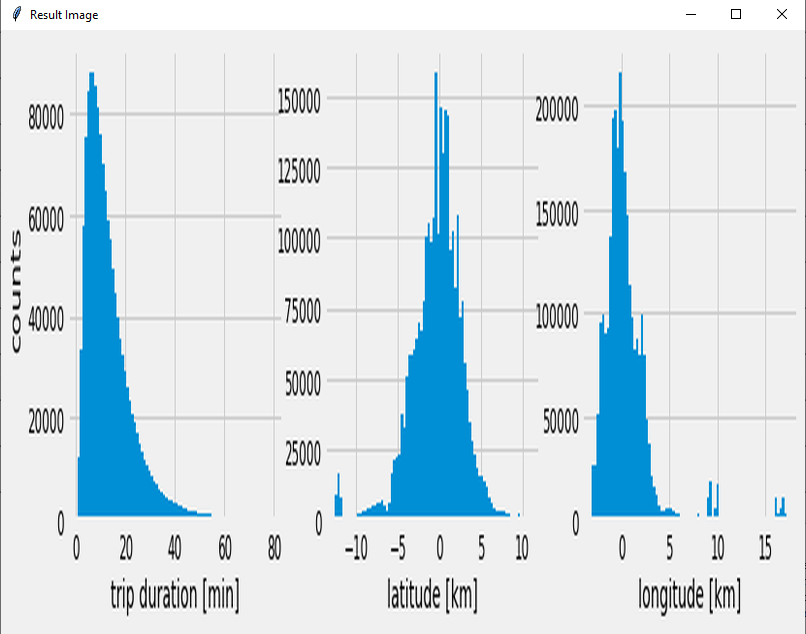 Result Image
counts
80000
60000
40000
20000
0
0 20 40 60 80
trip duration [min]
150000
125000
100000
75000
50000
25000
0
−10 −5 0 5 10
latitude [km]
200000
150000
100000
50000
0
0 5 10 15
longitude [km]